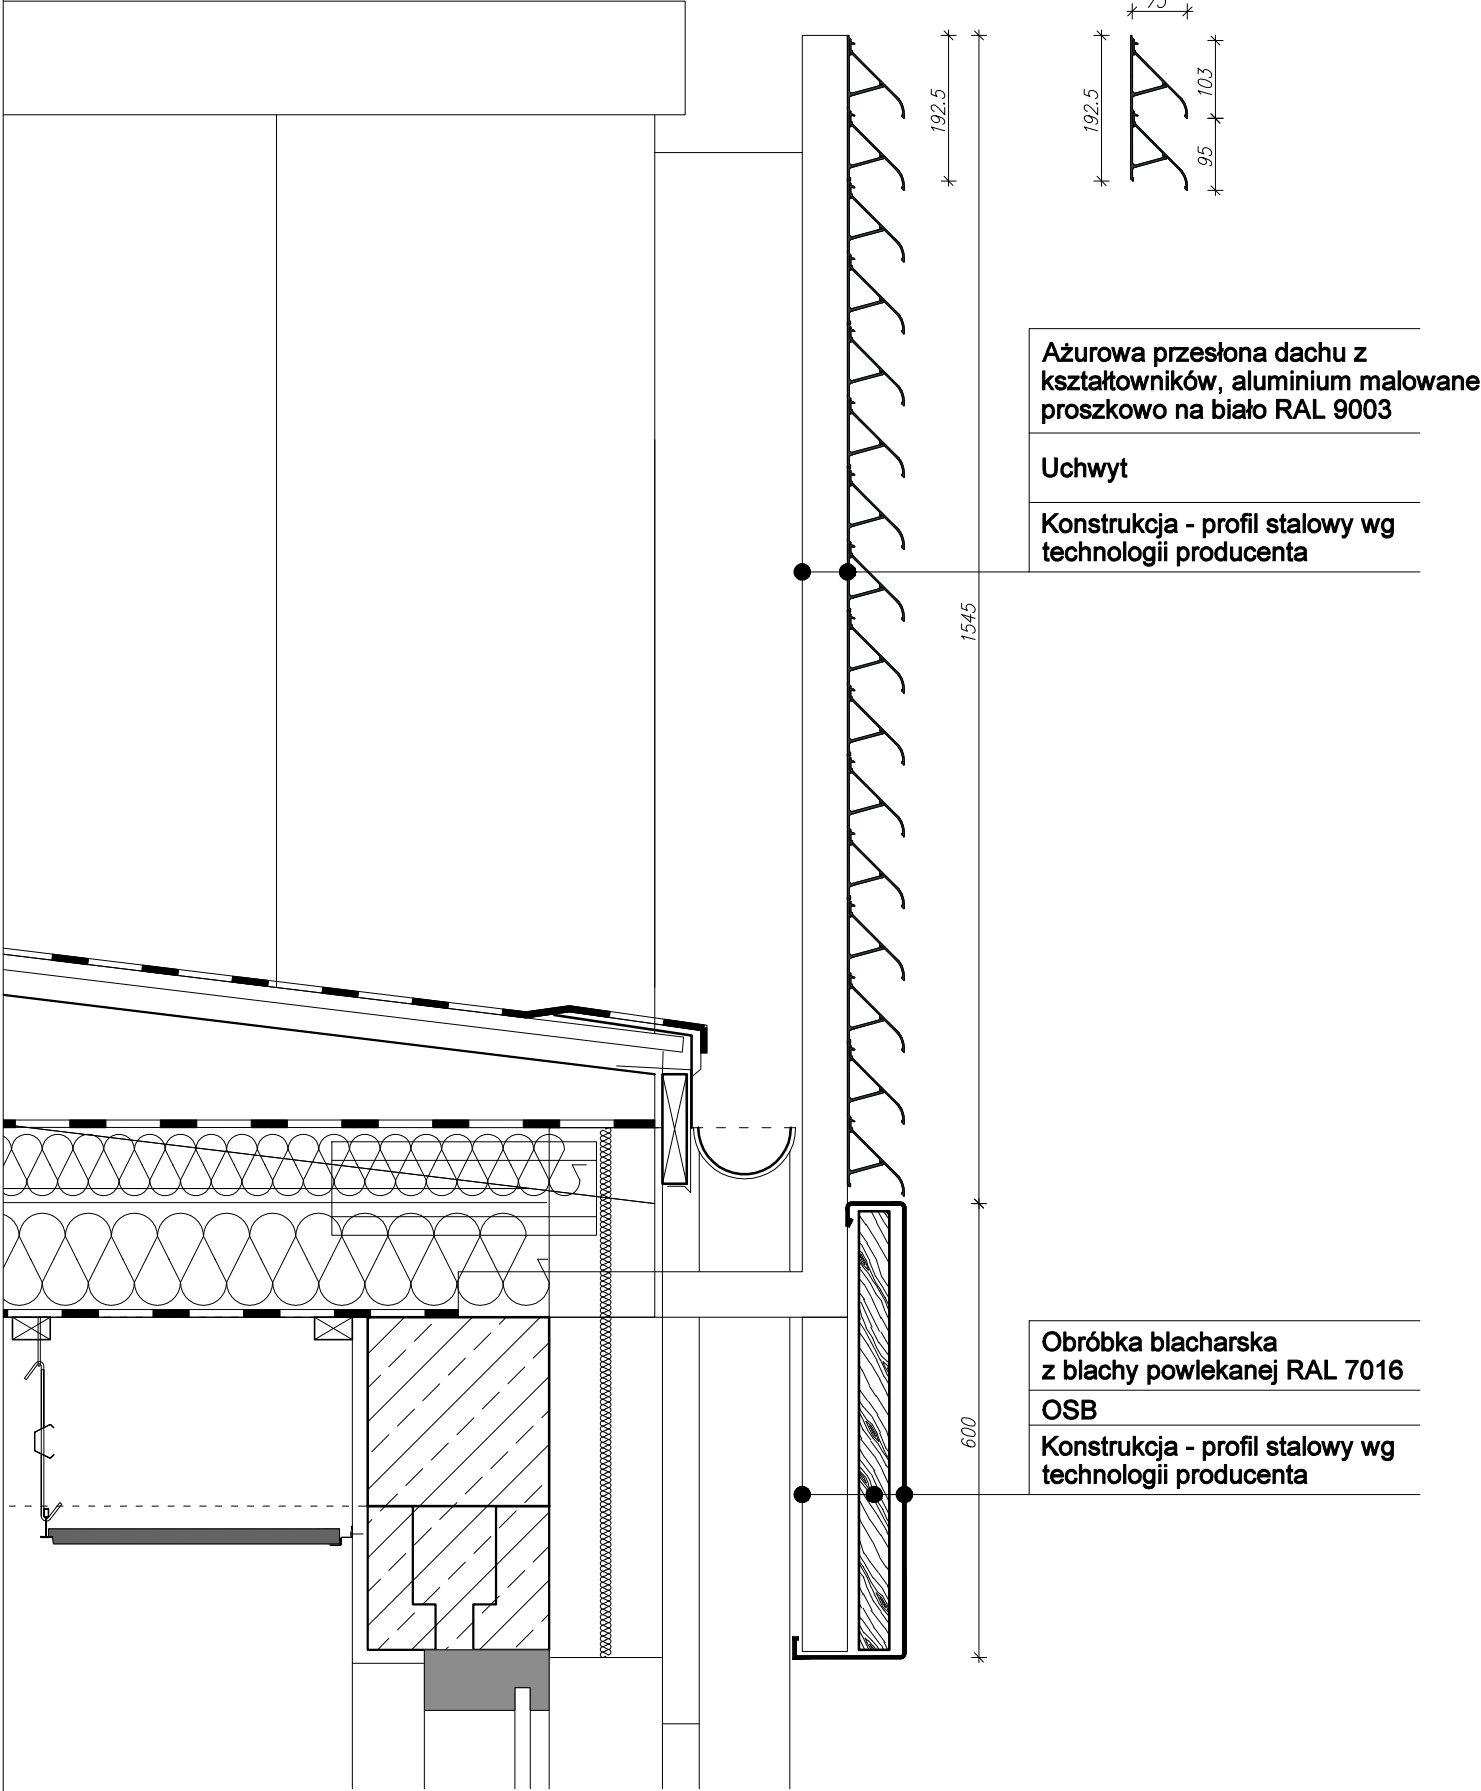 75
192.5
192.5
103
95
Ażurowa przesłona dachu z
kształtowników, aluminium malowane
proszkowo na biało RAL 9003
Uchwyt
Konstrukcja - profil stalowy wg
technologii producenta
1545
Obróbka blacharska
z blachy powlekanej RAL 7016
OSB
Konstrukcja - profil stalowy wg
technologii producenta
600